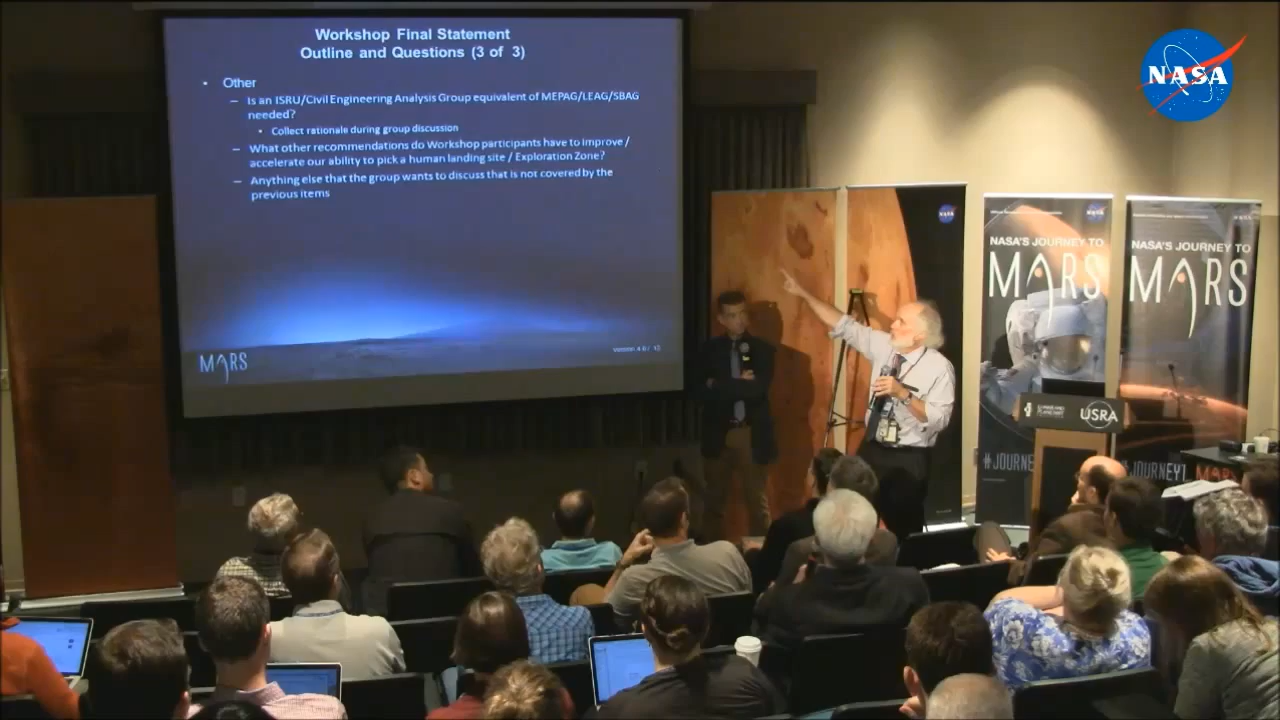 Workshop Final Statement
Outline and Questions (3 of 3)
• Other
– Is an ISRU/Civil Engineering Analysis Group equivalent of MEPAG/LEAG/SBAG
needed?
• Collect rationale during group discussion
– What other recommendations do Workshop participants have to improve /
accelerate our ability to pick a human landing site / Exploration Zone?
– Anything else that the group wants to discuss that is not covered by the
previous items
MARS
NASA
NASA'S JOURNEY TO
MARS
#JOURNE
NASA'S JOURNEY TO
MARS
#JOURNEYT
MARS
USRA